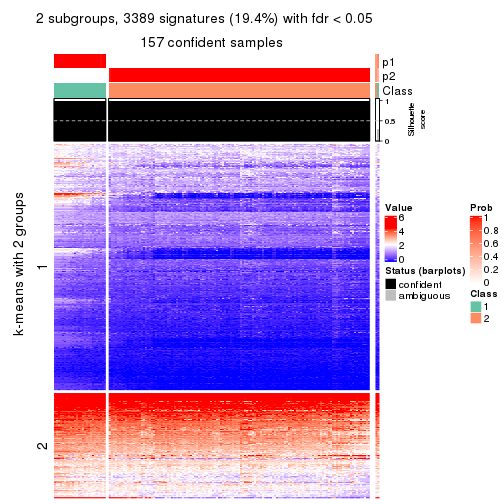 2 subgroups, 3389 signatures (19.4%) with fdr < 0.05
157 confident samples
p1
p2
Class
1
0.5
0
Silhouette
score
k-means with 2 groups
1
2
Value
6
4
2
0
Status (barplots)
confident
ambiguous
Prob
1
0.8
0.6
0.4
0.2
0
Class
1
2